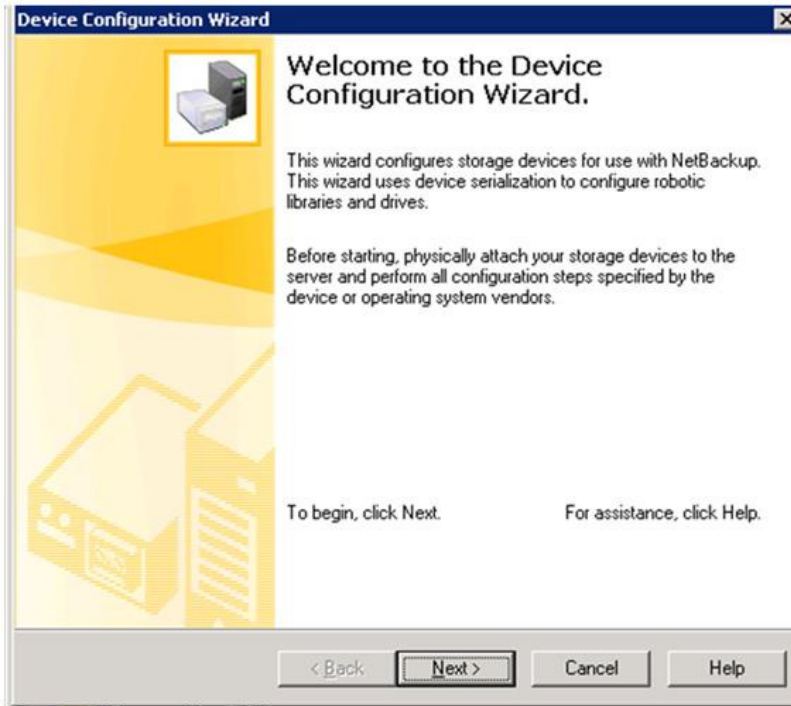 Device Configuration Wizard
Welcome to the Device
Configuration Wizard.
This wizard configures storage devices for use with NetBackup.
This wizard uses device serialization to configure robotic
libraries and drives.
Before starting, physically attach your storage devices to the
server and perform all configuration steps specified by the
device or operating system vendors.
To begin, click Next.
For assistance, click Help.
< Back
Next >
Cancel
Help